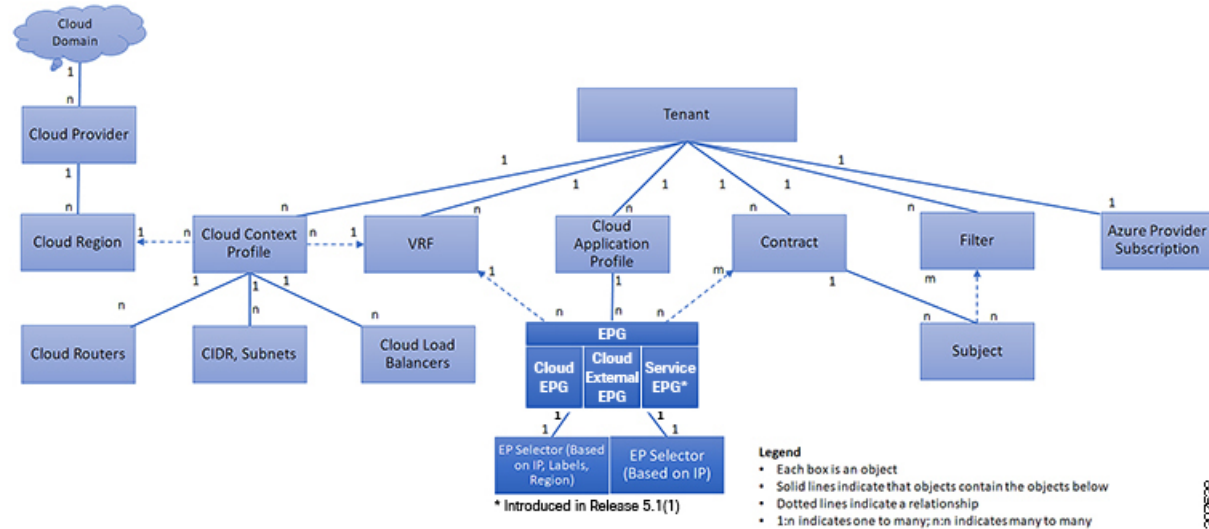 Cloud
Domain
1
n
Cloud Provider
1
n
Cloud Region
Tenant
1
1
1
1
1
1
n
n
n
n
n
1
Cloud Context
Profile
VRF
Cloud
Application
Profile
Contract
Filter
Azure Provider
Subscription
1
n
n
1
1
1
1
n
n
n
Cloud Routers
CIDR, Subnets
Cloud Load
Balancers
1
n
1
n
n
m
1
n
m
n
Subject
EPG
Cloud
EPG
Cloud
External
EPG
Service
EPG*
1
1
1
1
EP Selector (Based
on IP, Labels,
Region)
EP Selector
(Based on IP)
* Introduced in Release 5.1(1)
Legend
• Each box is an object
• Solid lines indicate that objects contain the objects below
• Dotted lines indicate a relationship
• 1:n indicates one to many; n:n indicates many to many